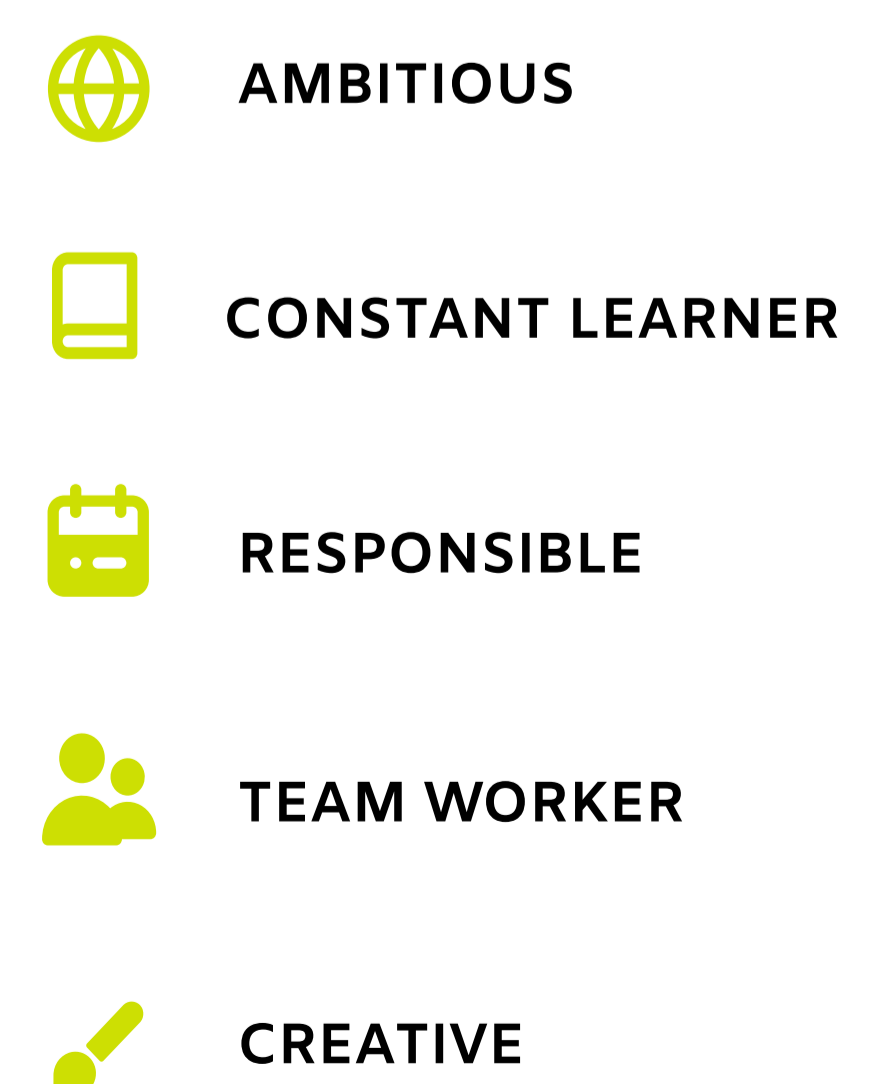 AMBITIOUS
CONSTANT LEARNER
RESPONSIBLE
TEAM WORKER
CREATIVE